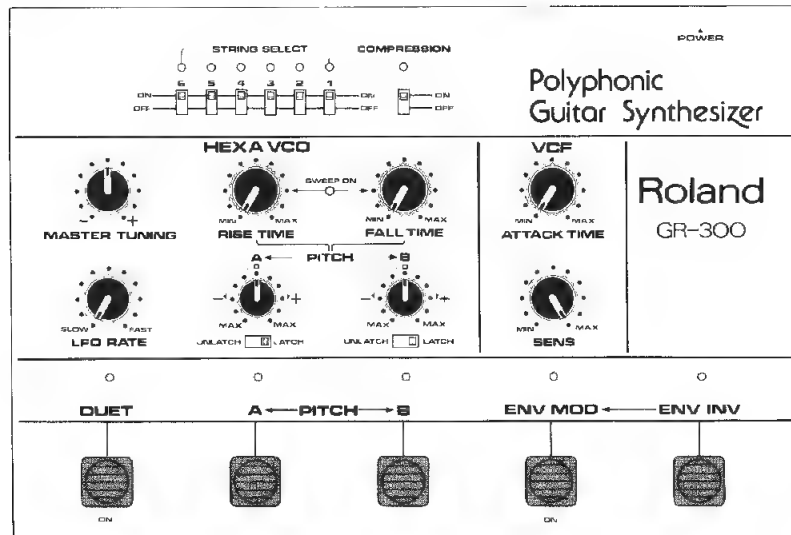 STRING SELECT COMPRESSION POWER
6 5 4 3 2 1
ON ON ON
OFF OFF OFF
Polyphonic
Guitar Synthesizer
HEXA VCO VCF
SWEEP ON
- + MIN MAX MIN MAX MIN MAX
MASTER TUNING RISE TIME FALL TIME ATTACK TIME
Roland
GR-300
A PITCH B
- + - +
SLOW FAST MAX MAX MAX MAX MIN MAX
LFO RATE UNLATCH LATCH UNLATCH LATCH SENS
DUET A PITCH B ENV MOD ENV INV
ON ON